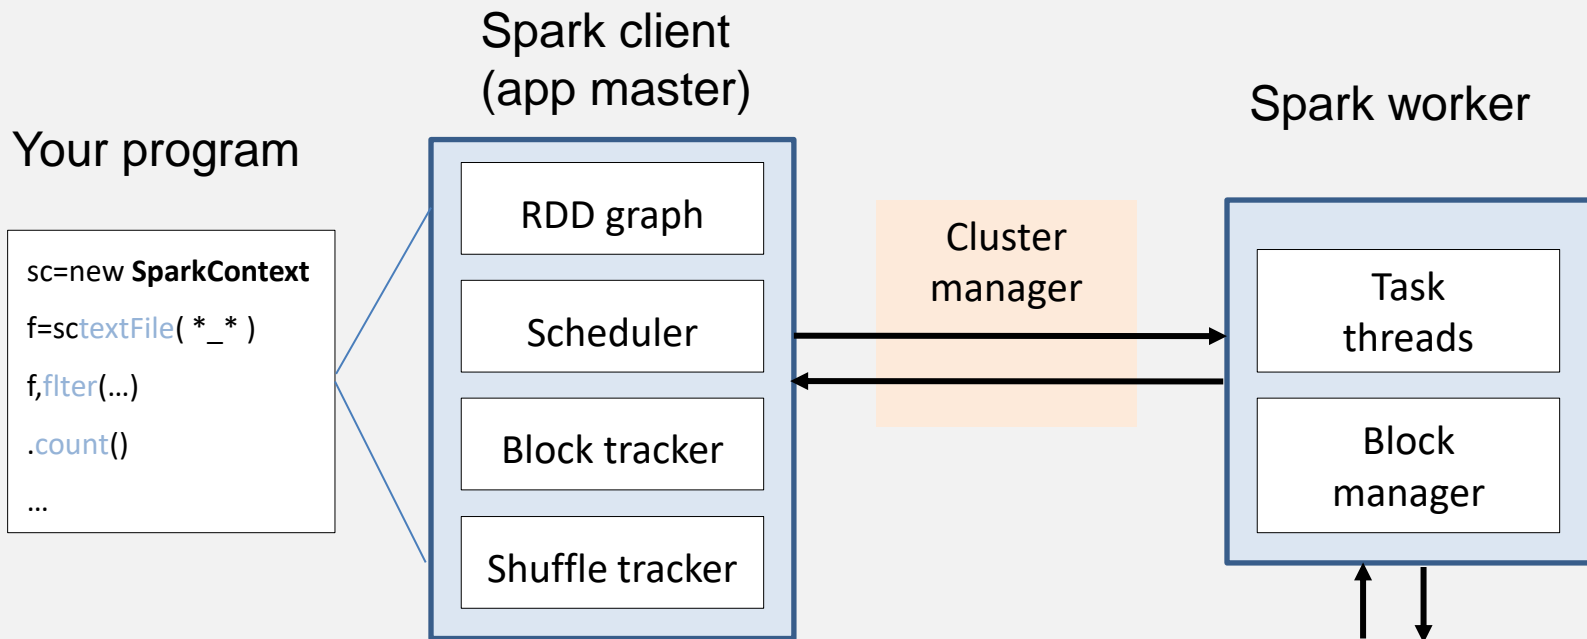 Your program
sc=new SparkContext
f=sctextFile( *_* )
f,flter(...)
.count()
...
Spark client
(app master)
RDD graph
Scheduler
Block tracker
Shuffle tracker
Cluster
manager
Spark worker
Task
threads
Block
manager